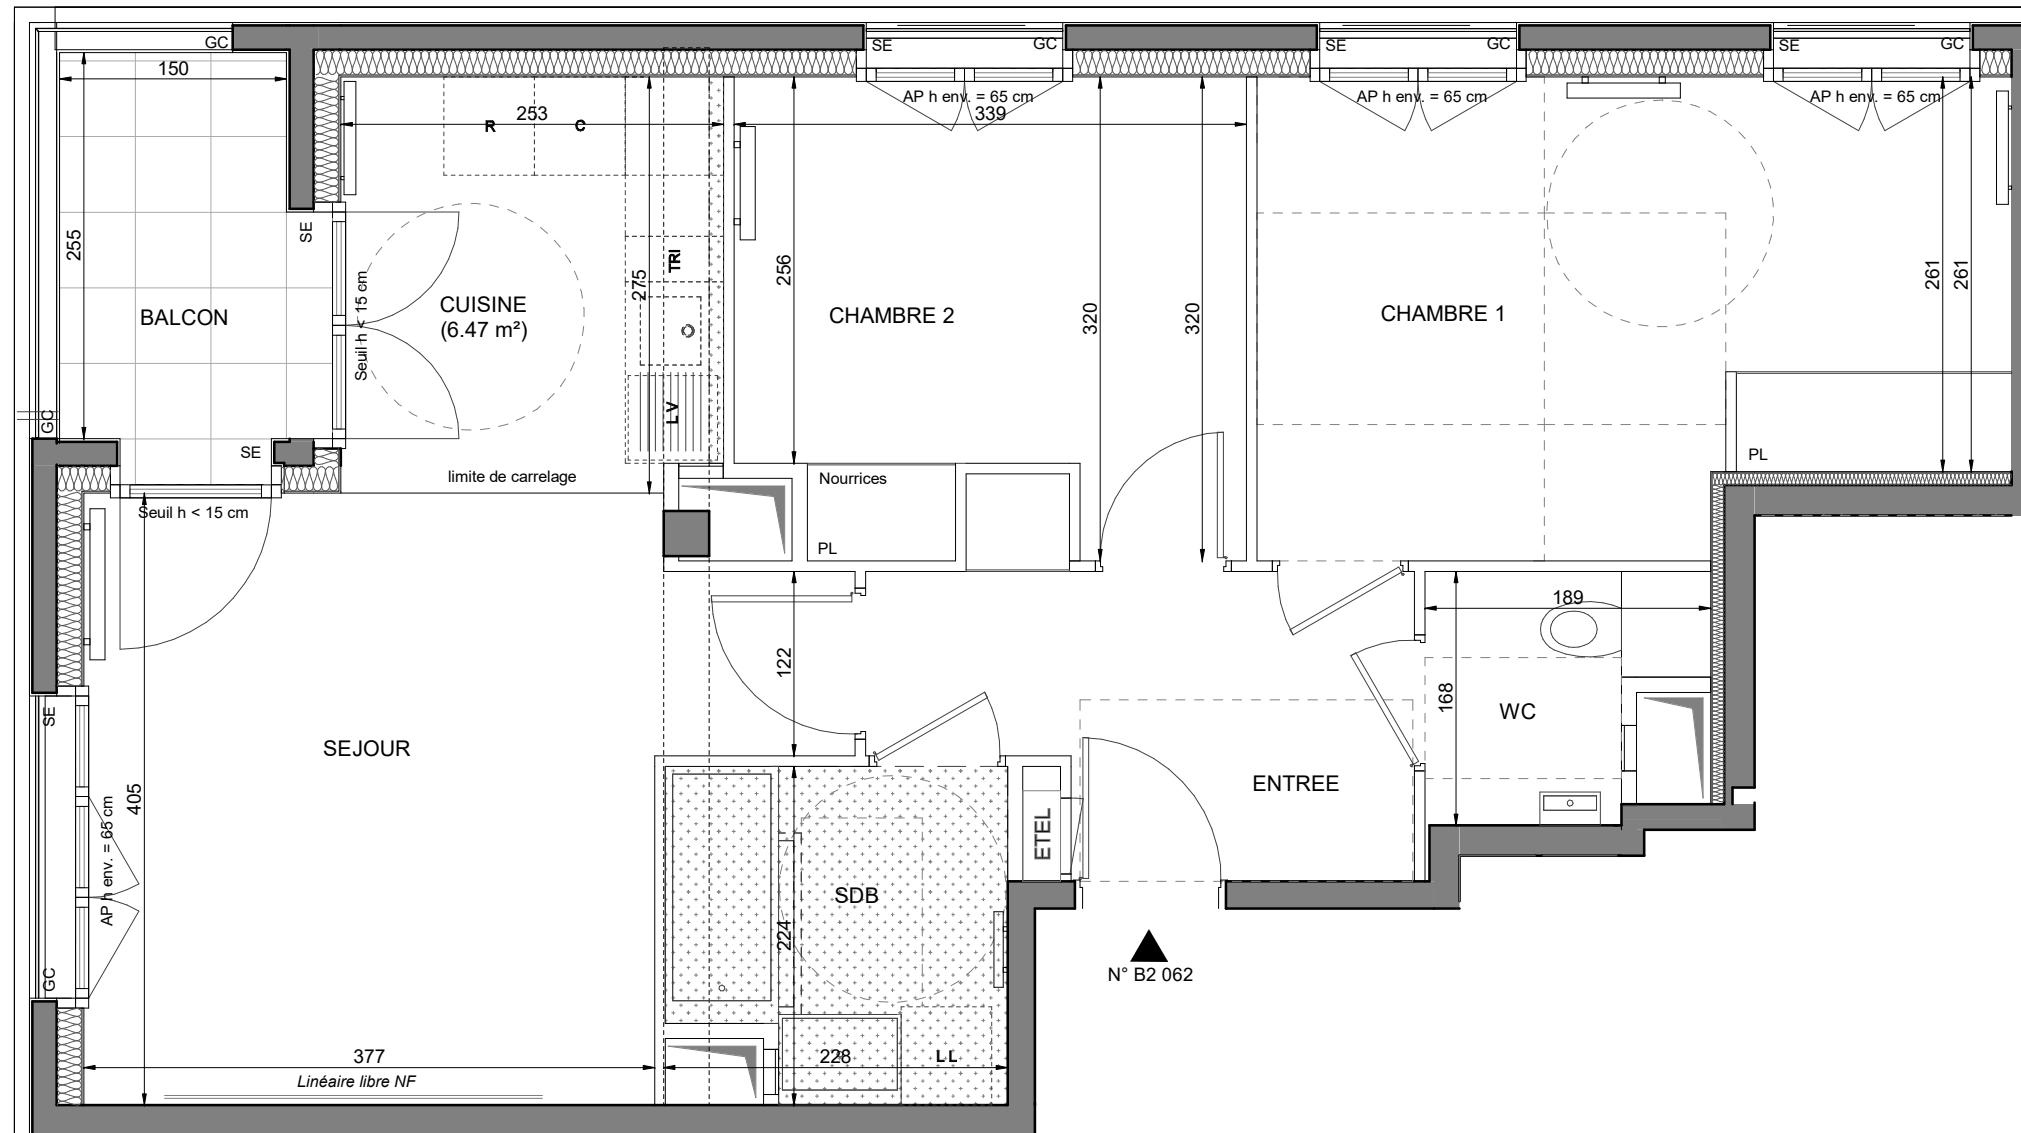 GC
SE
GC
SE
GC
SE
GC
150
AP h env. = 65 cm
AP h env. = 65 cm
AP h env. = 65 cm
253
R
C
339
255
SE
256
261
261
TRI
275
BALCON
Seuil h < 15 cm
CUISINE
(6.47 m²)
CHAMBRE 2
320
320
CHAMBRE 1
GC
LV
SE
PL
limite de carrelage
Nourrices
Seuil h < 15 cm
PL
189
122
168
SE
WC
SEJOUR
405
ENTREE
AP h env. = 65 cm
ETEL
SDB
224
GC
N° B2 062
377
228
LL
Linéaire libre NF